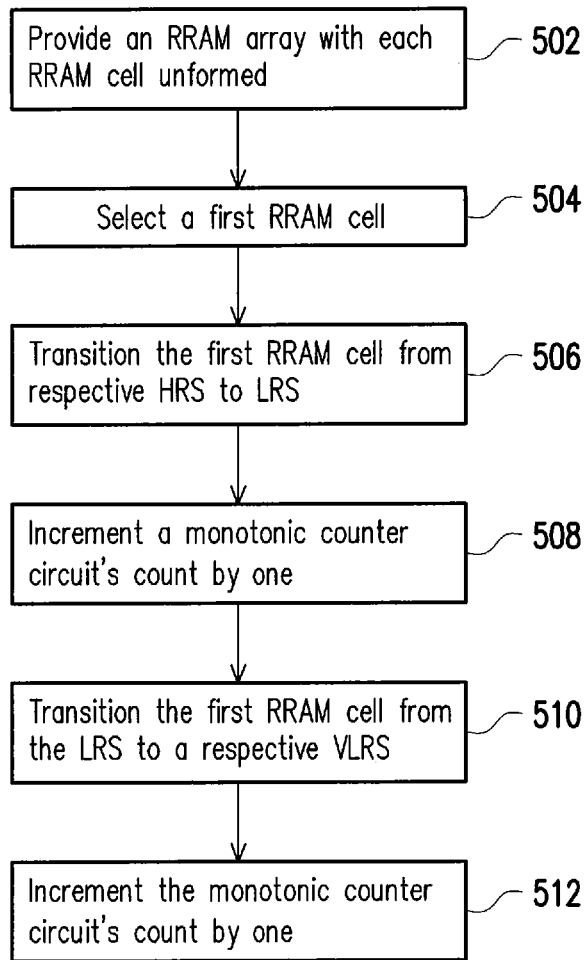 Provide an RRAM array with each
RRAM cell unformed
502
Select a first RRAM cell
504
Transition the first RRAM cell from
respective HRS to LRS
506
Increment a monotonic counter
circuit's count by one
508
Transition the first RRAM cell from
the LRS to a respective VLRS
510
Increment the monotonic counter
circuit's count by one
512